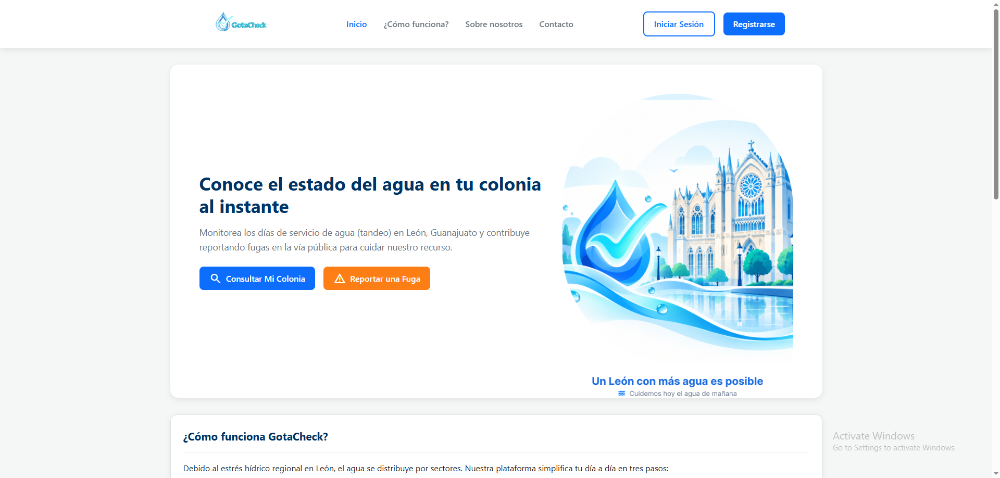 GotaCheck
Inicio
¿Cómo funciona?
Sobre nosotros
Contacto
Iniciar Sesión
Registrarse
Conoce el estado del agua en tu colonia
al instante
Monitorea los días de servicio de agua (tandeo) en León, Guanajuato y contribuye
reportando fugas en la vía pública para cuidar nuestro recurso.
Consultar Mi Colonia
Reportar una Fuga
Un León con más agua es posible
Cuidemos hoy el agua de mañana
¿Cómo funciona GotaCheck?
Debido al estrés hídrico regional en León, el agua se distribuye por sectores. Nuestra plataforma simplifica tu día a día en tres pasos:
Activate Windows
Go to Settings to activate Windows.